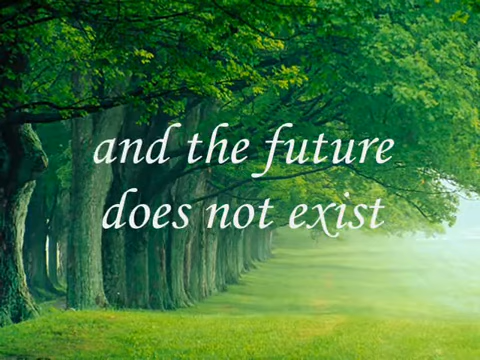 and the future
does not exist